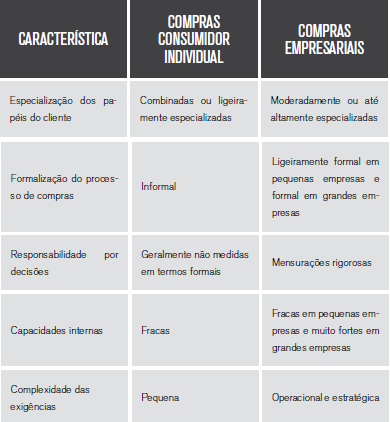 CARACTERÍSTICA
COMPRAS
CONSUMIDOR
INDIVIDUAL
COMPRAS
EMPRESARIAIS
Especialização dos pa-
péis do cliente
Combinadas ou ligeira-
mente especializadas
Moderadamente ou até
altamente especializadas
Formalização do proces-
so de compras
Informal
Ligeiramente formal em
pequenas empresas e
formal em grandes em-
presas
Responsabilidade por
decisões
Geralmente não medidas
em termos formais
Mensurações rigorosas
Capacidades internas
Fracas
Fracas em pequenas em-
presas e muito fortes em
grandes empresas
Complexidade das
exigências
Pequena
Operacional e estratégica